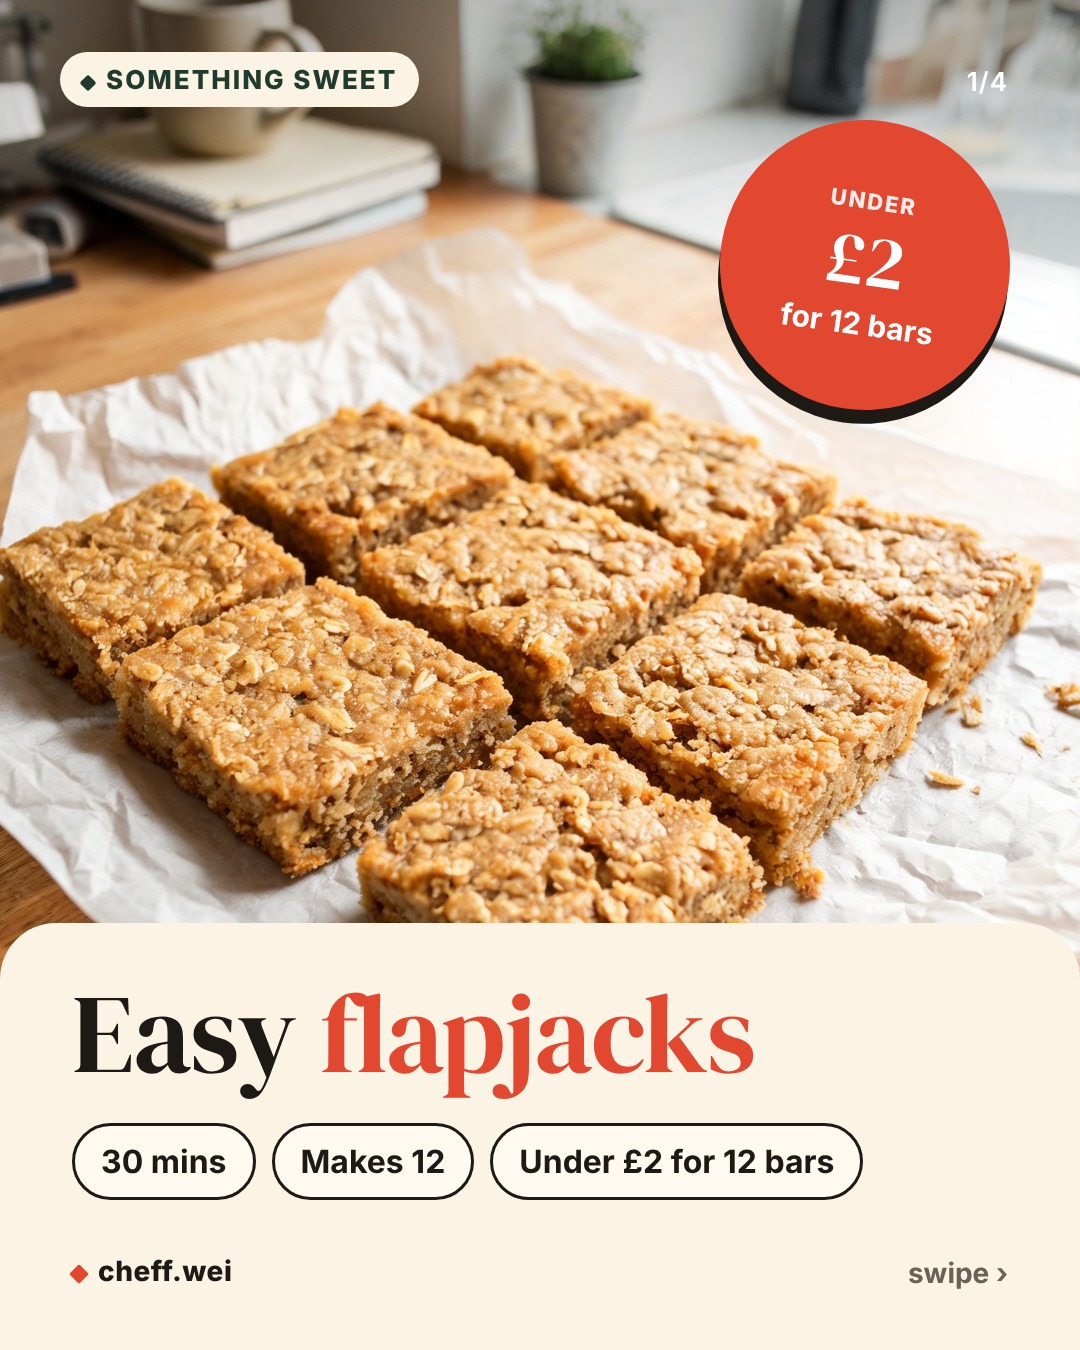 SOMETHING SWEET
1/4
UNDER
£2
for 12 bars
Easy flapjacks
30 mins
Makes 12
Under £2 for 12 bars
cheff.wei
swipe ›